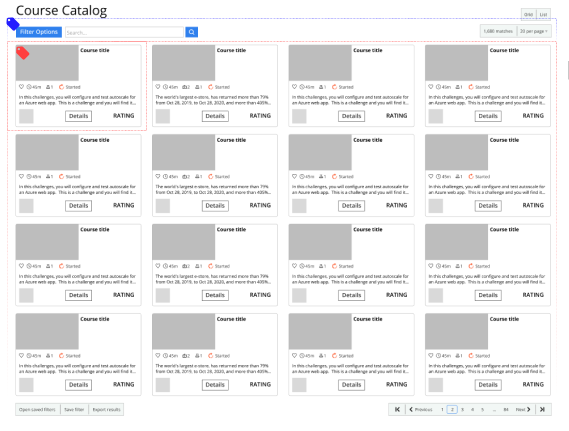 Course Catalog
Grid List
Filter Options Search... 1,698 matches 20 per page
Course title Course title Course title Course title
45m 1 Started 45m 2 1 Started 45m 1 Started 45m 1 Started
In this challenges, you will configure and test autoscale for The world's largest e-store, has returned more than 79% In this challenges, you will configure and test autoscale for In this challenges, you will configure and test autoscale for
an Azure web app. This is a challenge and you will find it... from Oct 28, 2019, to Oct 28, 2020, and more than 405%... an Azure web app. This is a challenge and you will find it... an Azure web app. This is a challenge and you will find it...
Details RATING Details RATING Details RATING Details RATING
Course title Course title Course title Course title
45m 1 Started 45m 2 1 Started 45m 1 Started 45m 1 Started
In this challenges, you will configure and test autoscale for The world's largest e-store, has returned more than 79% In this challenges, you will configure and test autoscale for In this challenges, you will configure and test autoscale for
an Azure web app. This is a challenge and you will find it... from Oct 28, 2019, to Oct 28, 2020, and more than 405%... an Azure web app. This is a challenge and you will find it... an Azure web app. This is a challenge and you will find it...
Details RATING Details RATING Details RATING Details RATING
Course title Course title Course title Course title
45m 1 Started 45m 2 1 Started 45m 1 Started 45m 1 Started
In this challenges, you will configure and test autoscale for The world's largest e-store, has returned more than 79% In this challenges, you will configure and test autoscale for In this challenges, you will configure and test autoscale for
an Azure web app. This is a challenge and you will find it... from Oct 28, 2019, to Oct 28, 2020, and more than 405%... an Azure web app. This is a challenge and you will find it... an Azure web app. This is a challenge and you will find it...
Details RATING Details RATING Details RATING Details RATING
Course title Course title Course title Course title
45m 1 Started 45m 2 1 Started 45m 1 Started 45m 1 Started
In this challenges, you will configure and test autoscale for The world's largest e-store, has returned more than 79% In this challenges, you will configure and test autoscale for In this challenges, you will configure and test autoscale for
an Azure web app. This is a challenge and you will find it... from Oct 28, 2019, to Oct 28, 2020, and more than 405%... an Azure web app. This is a challenge and you will find it... an Azure web app. This is a challenge and you will find it...
Details RATING Details RATING Details RATING Details RATING
Open saved filters Save filter Export results Previous 1 2 3 4 5 ... 84 Next